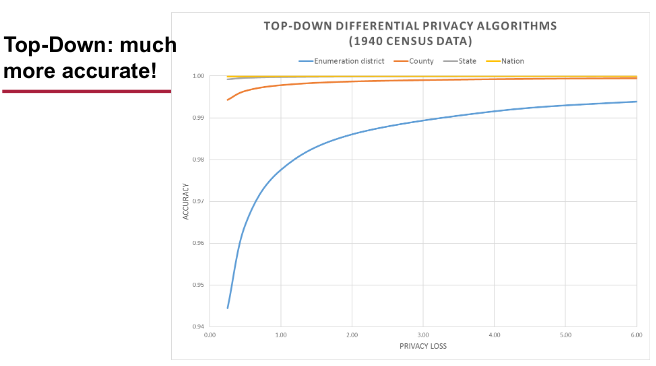 Top-Down: much
more accurate!
TOP-DOWN DIFFERENTIAL PRIVACY ALGORITHMS
(1940 CENSUS DATA)
Enumeration district County State Nation
1.00
0.99
0.98
0.97
0.96
0.95
0.94
ACCURACY
0.00 1.00 2.00 3.00 4.00 5.00 6.00
PRIVACY LOSS